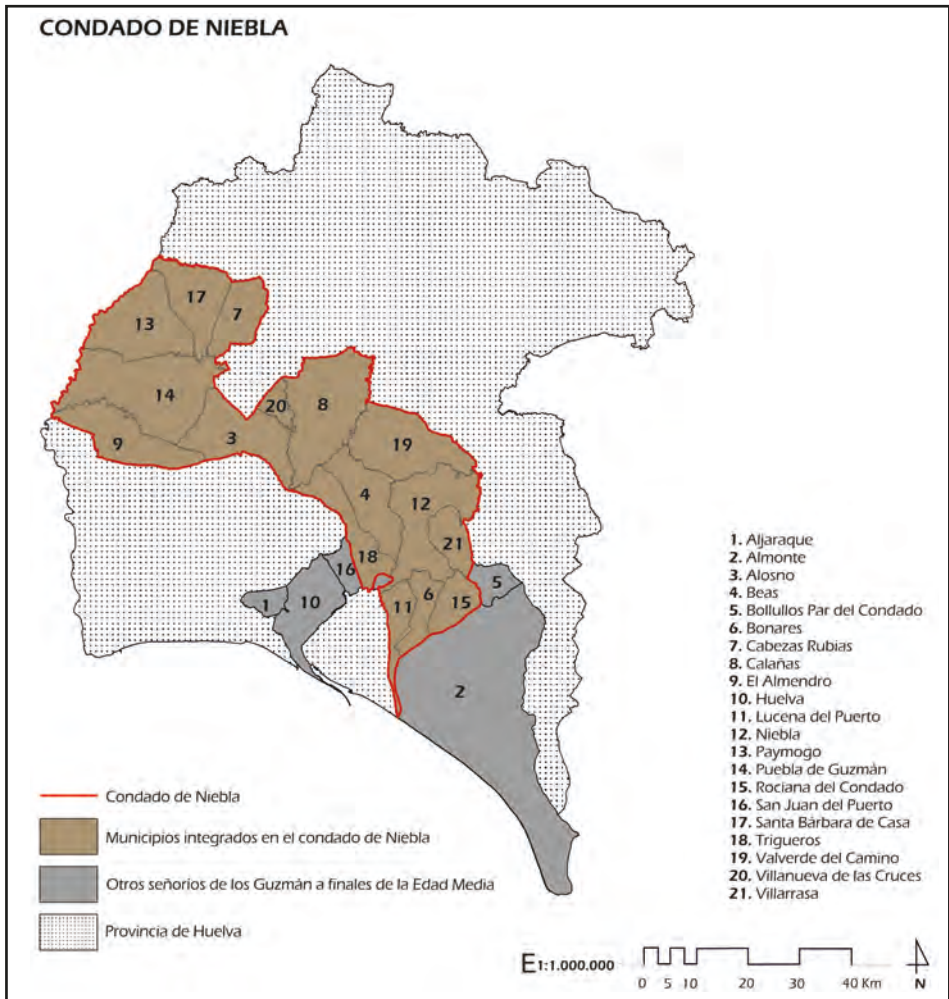 CONDADO DE NIEBLA
17
13
7
14
20
8
9
3
19
4
12
21
18
16
5
1
10
11
6
15
2
1. Aljaraque
2. Almonte
3. Alosno
4. Beas
5. Bollullos Par del Condado
6. Bonares
7. Cabezas Rubias
8. Calañas
9. El Almendro
10. Huelva
11. Lucena del Puerto
12. Niebla
13. Paymogo
14. Puebla de Guzmán
15. Rociana del Condado
16. San Juan del Puerto
17. Santa Bárbara de Casa
18. Trigueros
19. Valverde del Camino
20. Villanueva de las Cruces
21. Villarrasa
Condado de Niebla
Municipios integrados en el condado de Niebla
Otros señoríos de los Guzmán a finales de la Edad Media
Provincia de Huelva
E 1:1.000.000
0 5 10 20 30 40 Km
N